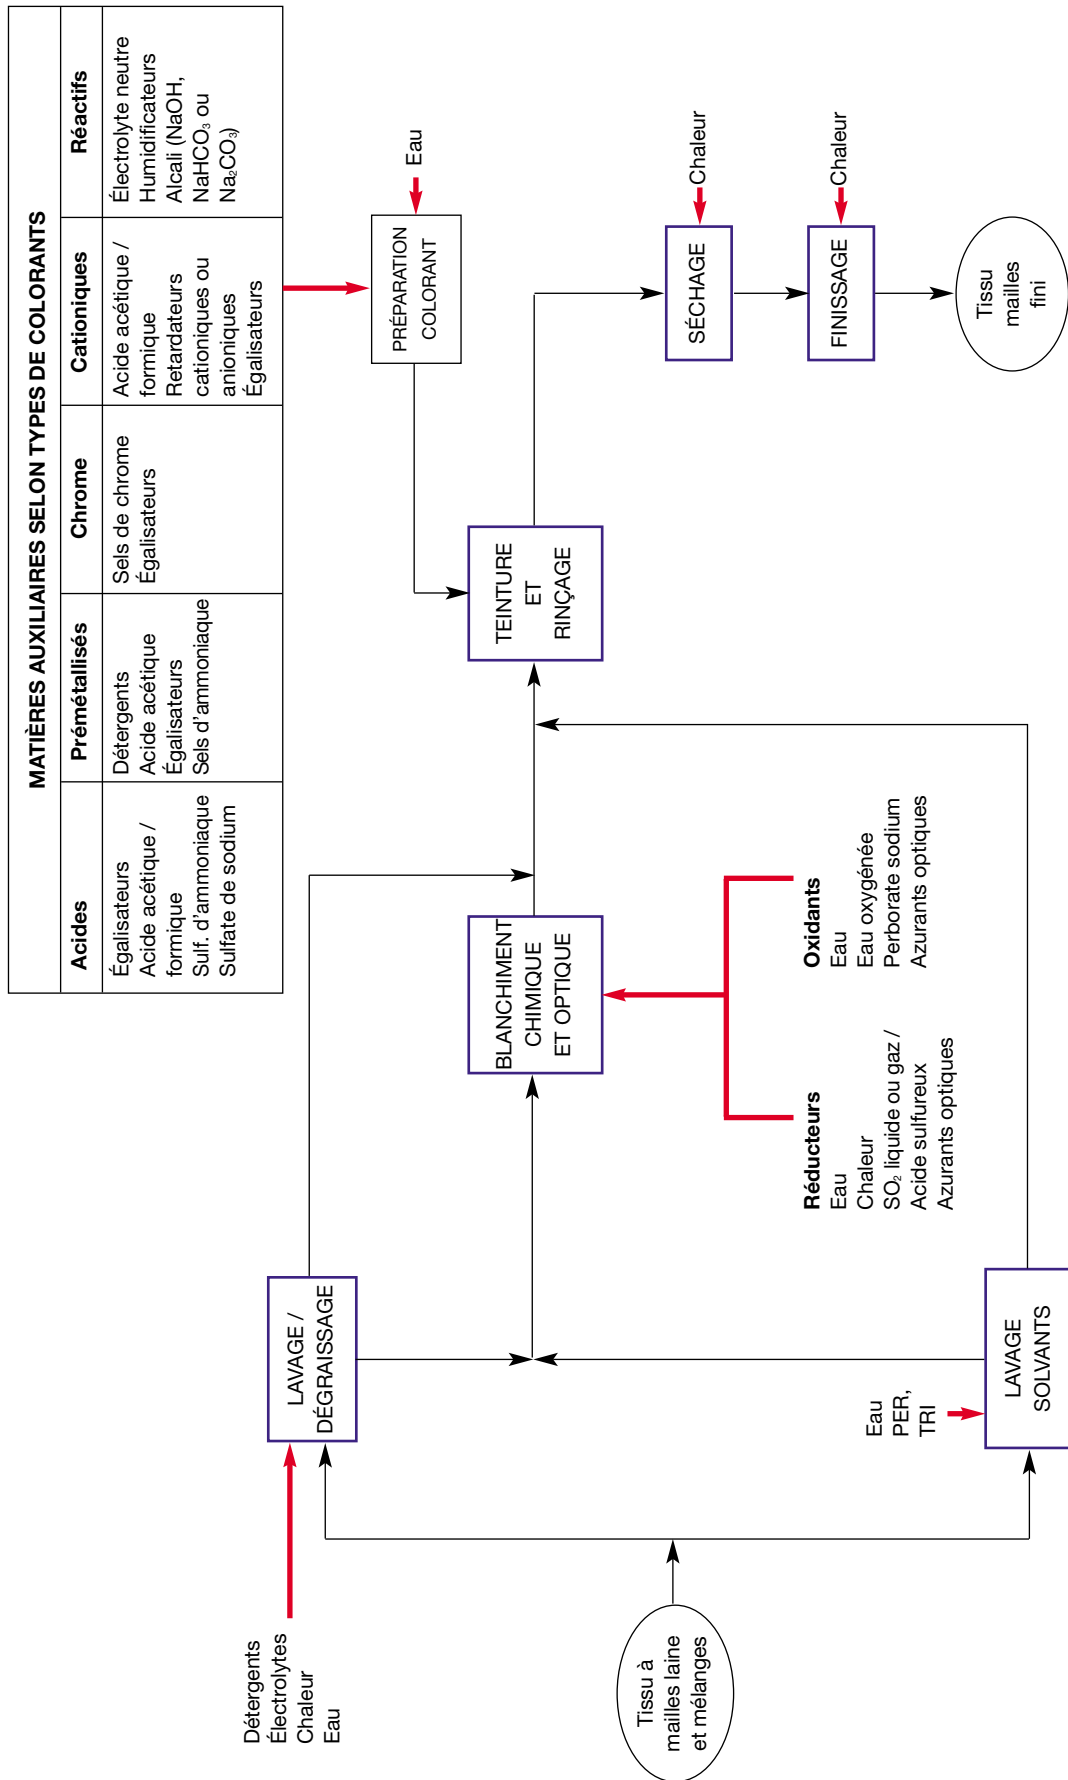 MATIÈRES AUXILIAIRES SELON TYPES DE COLORANTS
Acides
Prémétallisés
Chrome
Cationiques
Réactifs
Égalisateurs
Acide acétique /
formique
Sulf. d'ammoniaque
Sulfate de sodium
Détergents
Acide acétique
Égalisateurs
Sels d'ammoniaque
Sels de chrome
Égalisateurs
Acide acétique /
formique
Retardateurs
cationiques ou
anioniques
Égalisateurs
Électrolyte neutre
Humidificateurs
Alcali (NaOH,
NaHCO₃ ou
Na₂CO₃)
Détergents
Électrolytes
Chaleur
Eau
LAVAGE /
DÉGRAISSAGE
PRÉPARATION
COLORANT
Eau
Tissu à
mailles laine
et mélanges
BLANCHIMENT
CHIMIQUE
ET OPTIQUE
TEINTURE
ET
RINÇAGE
SÉCHAGE
Chaleur
FINISSAGE
Chaleur
Tissu
mailles
fini
Réducteurs
Eau
Chaleur
SO₂ liquide ou gaz /
Acide sulfureux
Azurants optiques
Oxidants
Eau
Eau oxygénée
Perborate sodium
Azurants optiques
Eau
PER,
TRI
LAVAGE
SOLVANTS